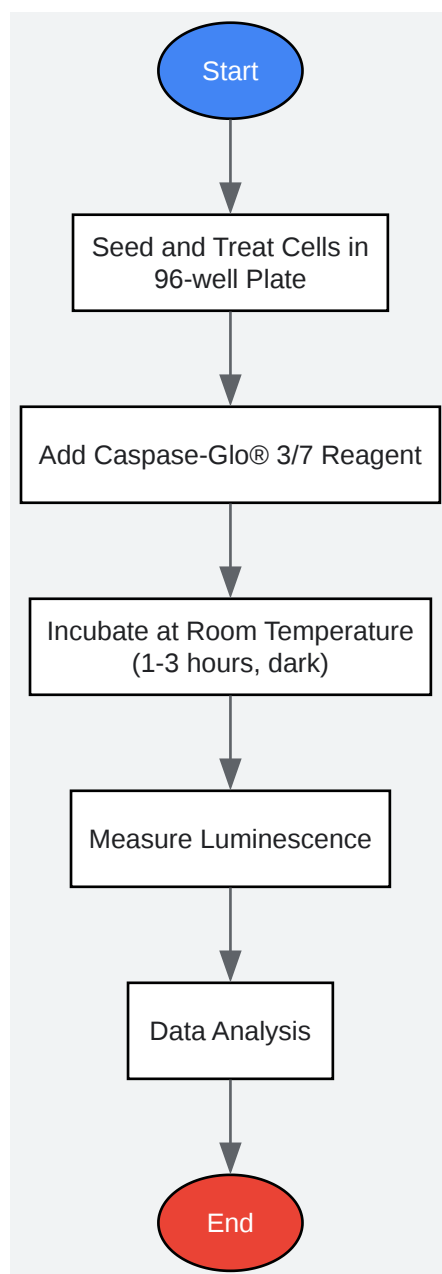 Start
Seed and Treat Cells in
96-well Plate
Add Caspase-Glo® 3/7 Reagent
Incubate at Room Temperature
(1-3 hours, dark)
Measure Luminescence
Data Analysis
End